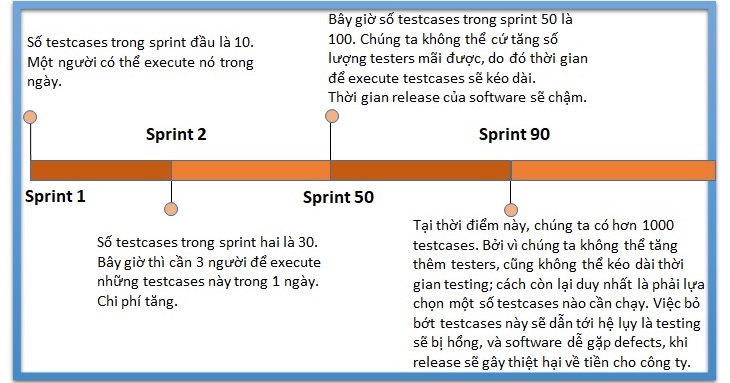 Số testcases trong sprint đầu là 10.
Một người có thể execute nó trong
ngày.
Bây giờ số testcases trong sprint 50 là
100. Chúng ta không thể cứ tăng số
lượng testers mãi được, do đó thời gian
để execute testcases sẽ kéo dài.
Thời gian release của software sẽ chậm.
Sprint 2
Sprint 90
Sprint 1
Sprint 50
Số testcases trong sprint hai là 30.
Bây giờ thì cần 3 người để execute
những testcases này trong 1 ngày.
Chi phí tăng.
Tại thời điểm này, chúng ta có hơn 1000
testcases. Bởi vì chúng ta không thể tăng
thêm testers, cũng không thể kéo dài thời
gian testing; cách còn lại duy nhất là phải lựa
chọn một số testcases nào cần chạy. Việc bỏ
bớt testcases này sẽ dẫn tới hệ lụy là testing
sẽ bị hổng, và software dễ gặp defects, khi
release sẽ gây thiệt hại về tiền cho công ty.